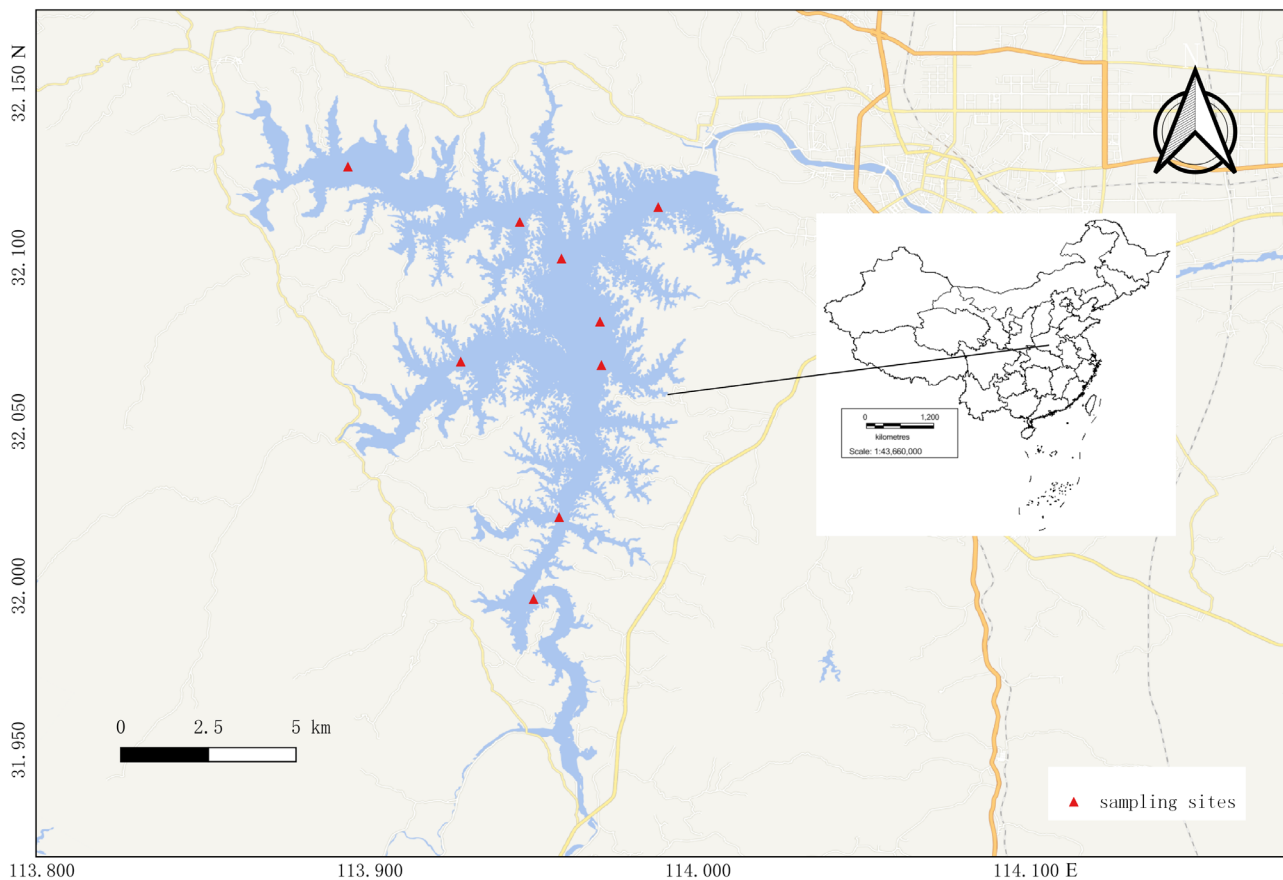 32.150 N
32.100
32.050
32.000
31.950
N
0 1,200
kilometres
Scale: 1:43,660,000
0 2.5 5 km
sampling sites
113.800 113.900 114.000 114.100 E